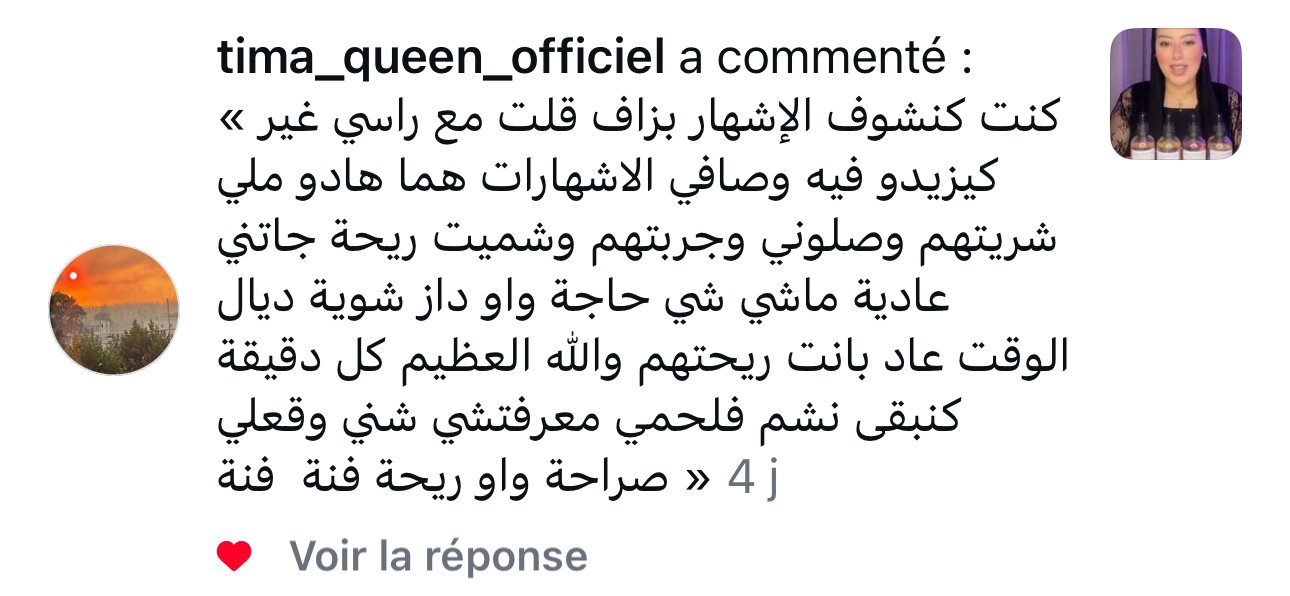 tima_queen_officiel a commenté :
« كنت كنشوف الإشهار بزاف قلت مع راسي غير
كيزيدو فيه وصافي الاشهارات هما هادو ملي
شريتهم وصلوني وجربتهم وشميت ريحة جاتني
عادية ماشي شي حاجة واو داز شوية ديال
الوقت عاد بانت ريحتهم والله العظيم كل دقيقة
كنبقى نشم فلحمي معرفتشي شني وقعلي
صراحة واو ريحة فنة  فنة » 4 j
Voir la réponse